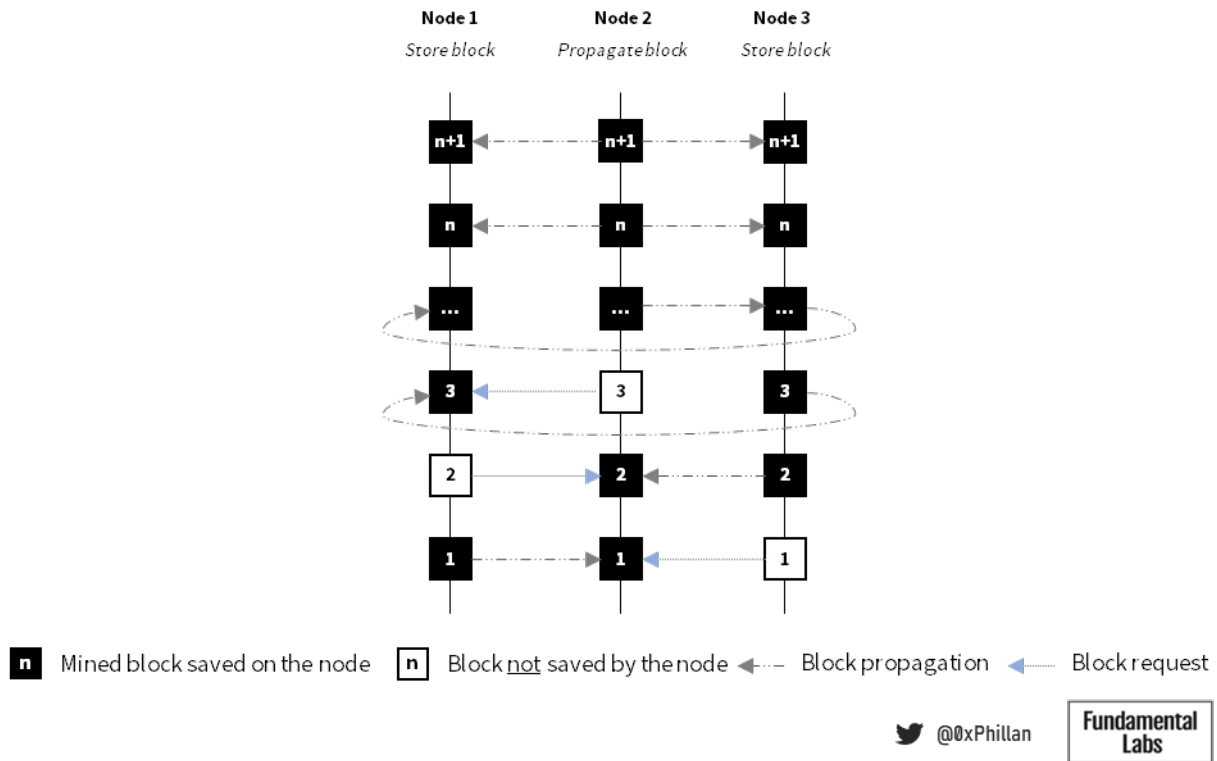 Node 1 Node 2 Node 3
Store block Propagate block Store block
n+1 n+1 n+1
n n n
... ... ...
3 3 3
2 2 2
1 1 1
n Mined block saved on the node n Block not saved by the node Block propagation Block request
@0xPhillan
Fundamental
Labs